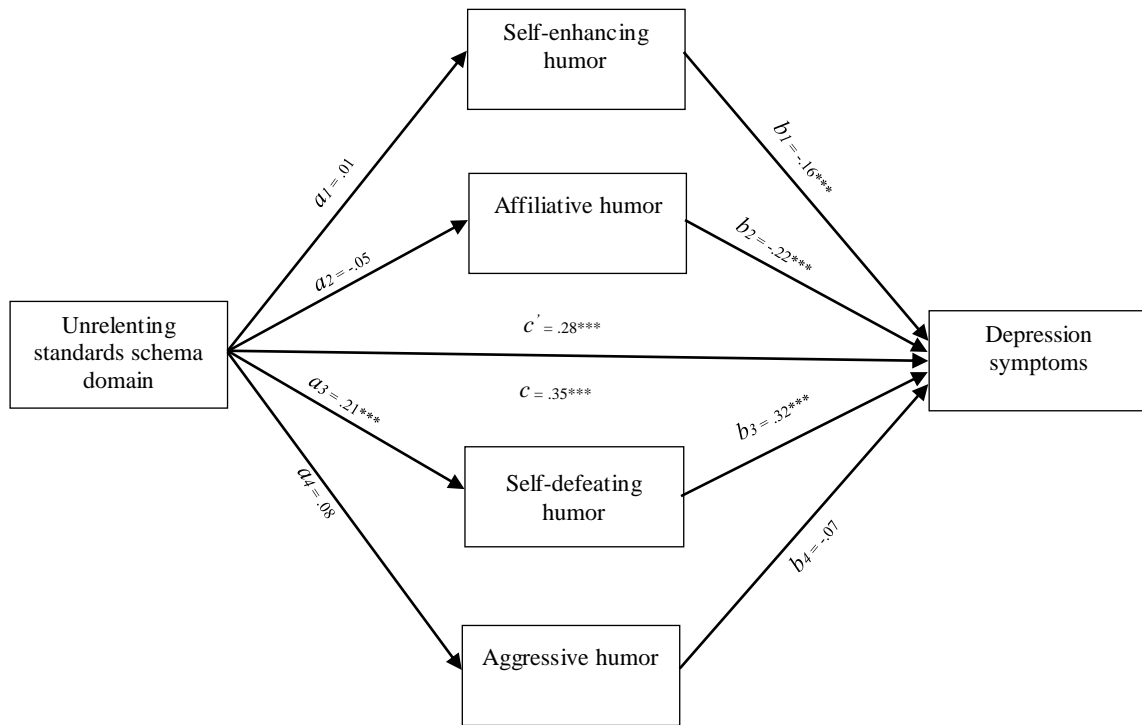 Self-enhancing
humor
a1 = .01
b1 = -.16***
Affiliative humor
a2 = -.05
b2 = -.22***
Unrelenting
standards schema
domain
c' = .28***
c = .35***
Depression
symptoms
a3 = .21***
b3 = .32***
Self-defeating
humor
a4 = .08
b4 = -.07
Aggressive humor